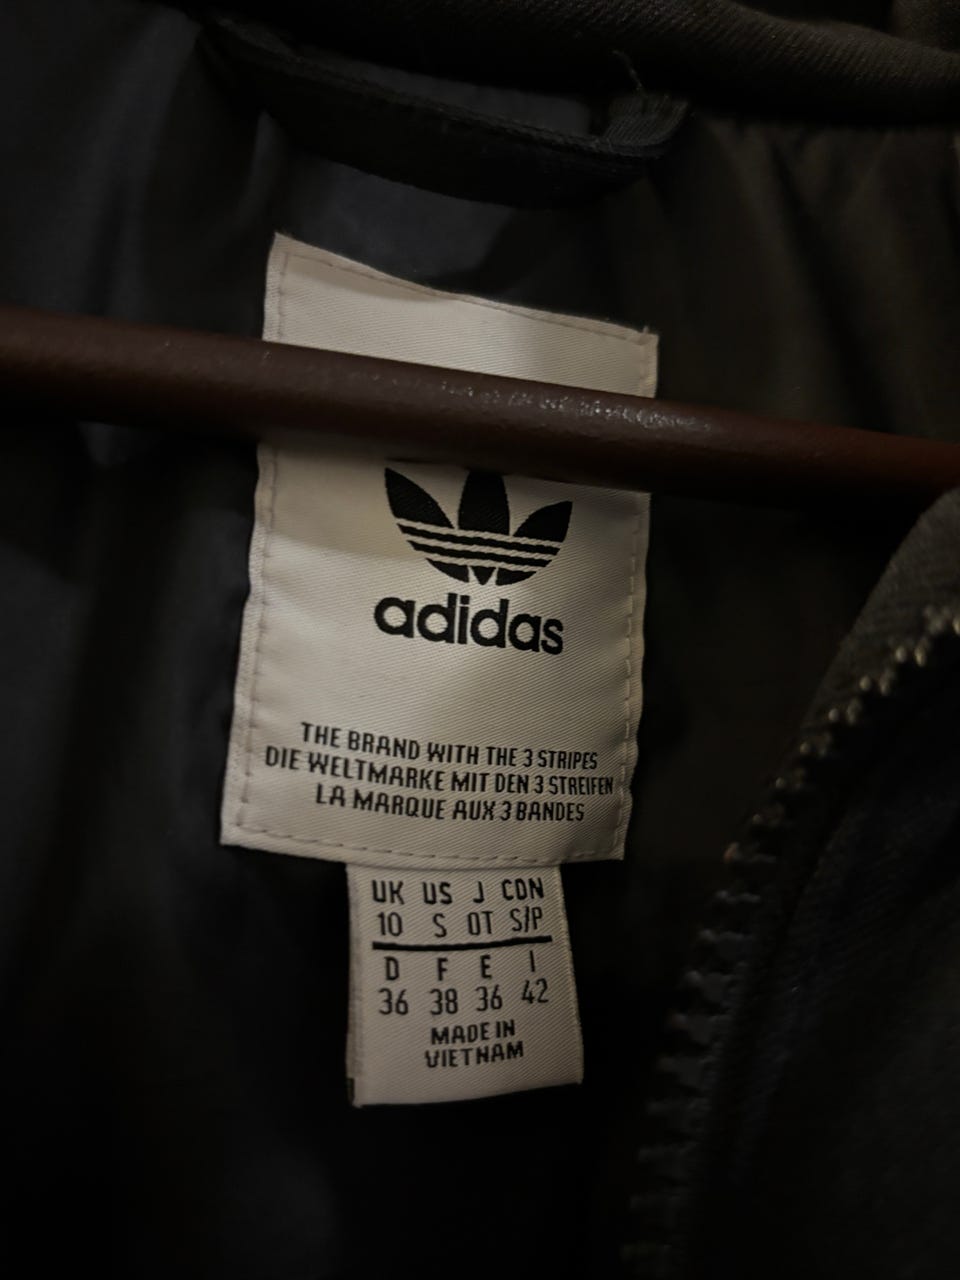 adidas
THE BRAND WITH THE 3 STRIPES
DIE WELTMARKE MIT DEN 3 STREIFEN
LA MARQUE AUX 3 BANDES
UK US J CDN
10 S OT S/P
D F E I
36 38 36 42
MADE IN
VIETNAM